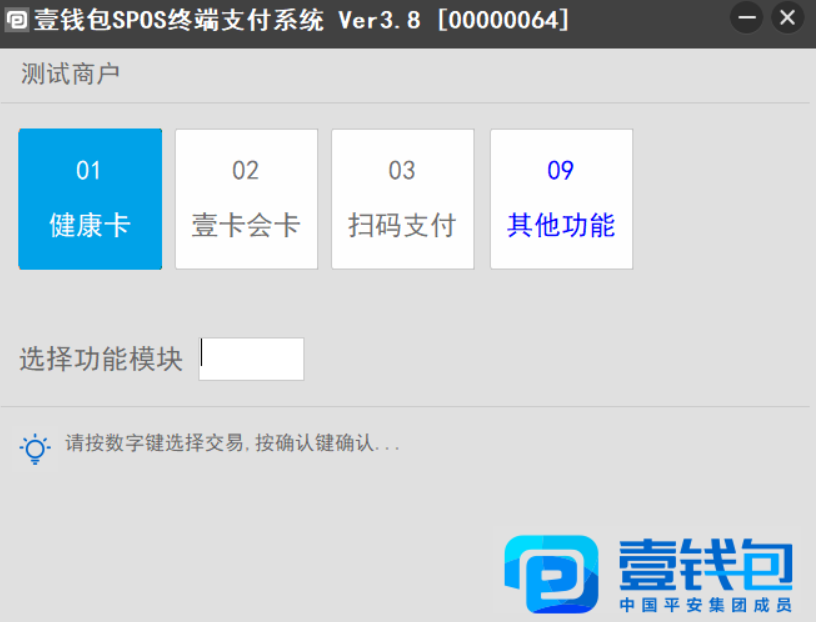 壹钱包SPOS终端支付系统 Ver3.8 [00000064]
测试商户
01
健康卡
02
壹卡会卡
03
扫码支付
09
其他功能
选择功能模块
请按数字键选择交易,按确认键确认...
壹钱包
中国平安集团成员